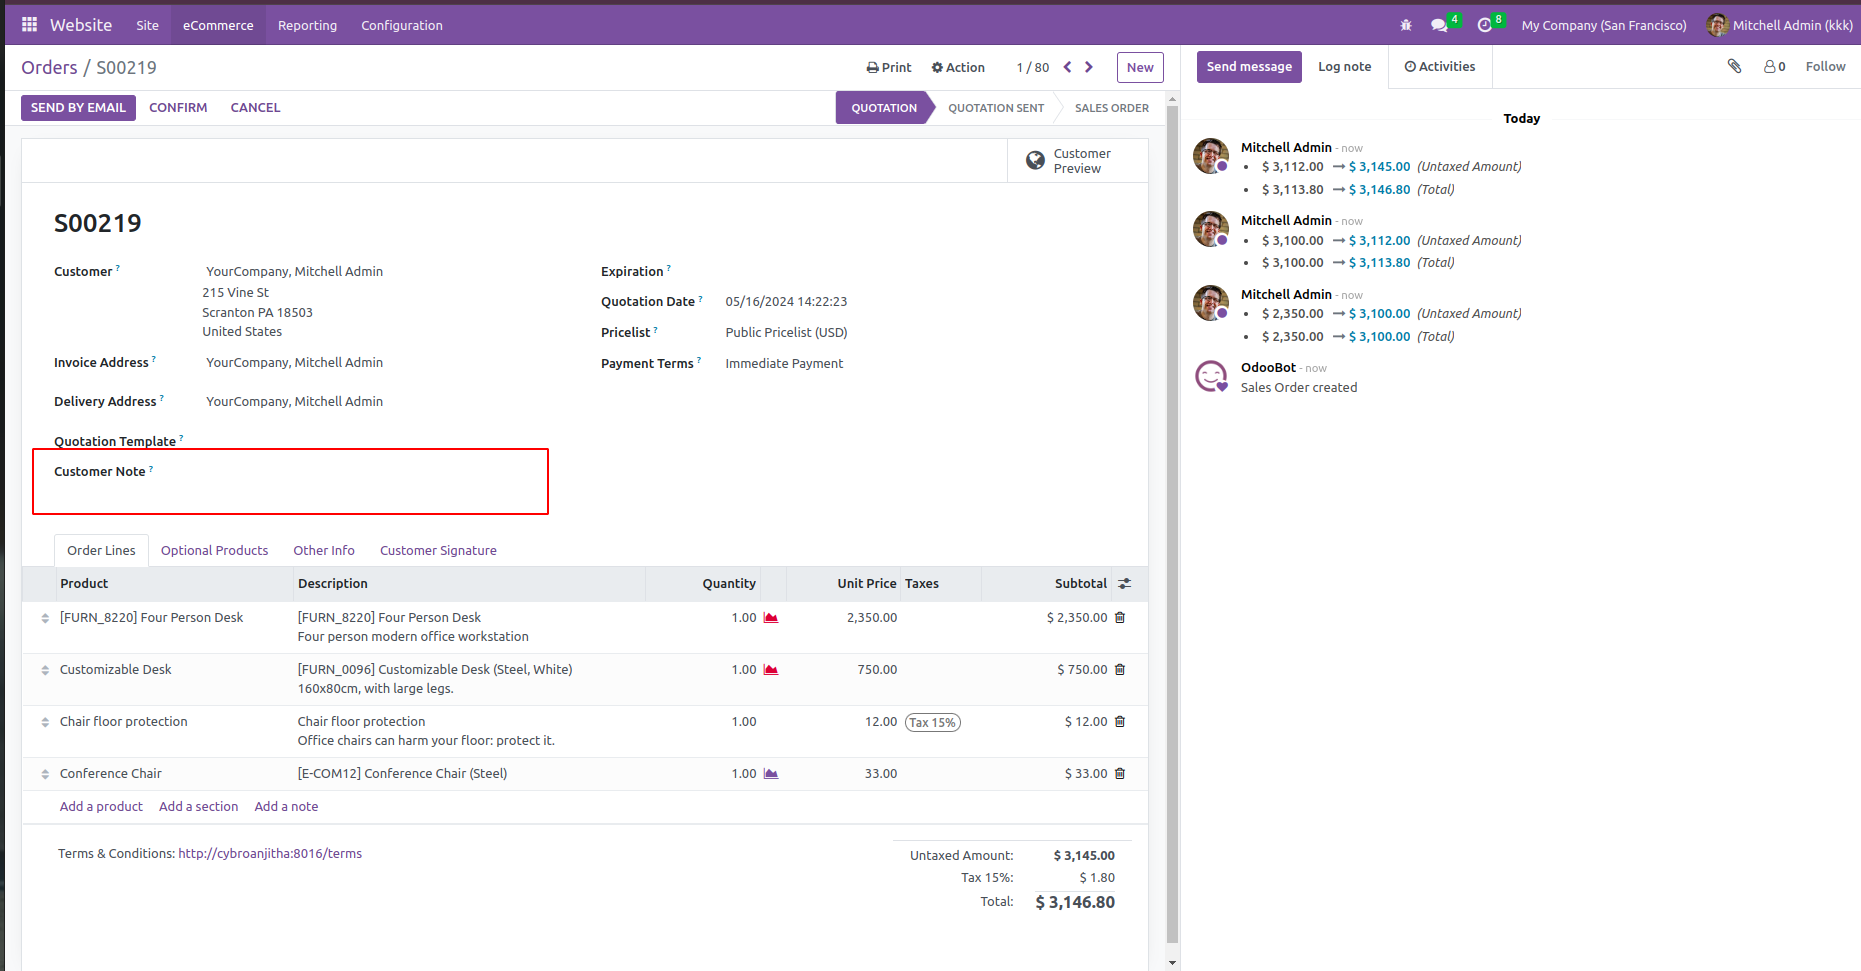 Website Site eCommerce Reporting Configuration 4 8 My Company (San Francisco) Mitchell Admin (kkk)
Orders / S00219 Print Action 1 / 80 New
Send message Log note Activities 0 Follow
SEND BY EMAIL CONFIRM CANCEL QUOTATION QUOTATION SENT SALES ORDER
Customer
Preview
S00219
Customer ? YourCompany, Mitchell Admin
215 Vine St
Scranton PA 18503
United States
Invoice Address ? YourCompany, Mitchell Admin
Delivery Address ? YourCompany, Mitchell Admin
Quotation Template ?
Customer Note ?
Expiration ?
Quotation Date ? 05/16/2024 14:22:23
Pricelist ? Public Pricelist (USD)
Payment Terms ? Immediate Payment
Order Lines Optional Products Other Info Customer Signature
Product Description Quantity Unit Price Taxes Subtotal
[FURN_8220] Four Person Desk [FURN_8220] Four Person Desk 1.00 2,350.00 $ 2,350.00
Four person modern office workstation
Customizable Desk [FURN_0096] Customizable Desk (Steel, White) 1.00 750.00 $ 750.00
160x80cm, with large legs.
Chair floor protection Chair floor protection 1.00 12.00 Tax 15% $ 12.00
Office chairs can harm your floor: protect it.
Conference Chair [E-COM12] Conference Chair (Steel) 1.00 33.00 $ 33.00
Add a product Add a section Add a note
Terms & Conditions: http://cybroanjitha:8016/terms
Untaxed Amount: $ 3,145.00
Tax 15%: $ 1.80
Total: $ 3,146.80
Today
Mitchell Admin - now
• $ 3,112.00 → $ 3,145.00 (Untaxed Amount)
• $ 3,113.80 → $ 3,146.80 (Total)
Mitchell Admin - now
• $ 3,100.00 → $ 3,112.00 (Untaxed Amount)
• $ 3,100.00 → $ 3,113.80 (Total)
Mitchell Admin - now
• $ 2,350.00 → $ 3,100.00 (Untaxed Amount)
• $ 2,350.00 → $ 3,100.00 (Total)
OdooBot - now
Sales Order created